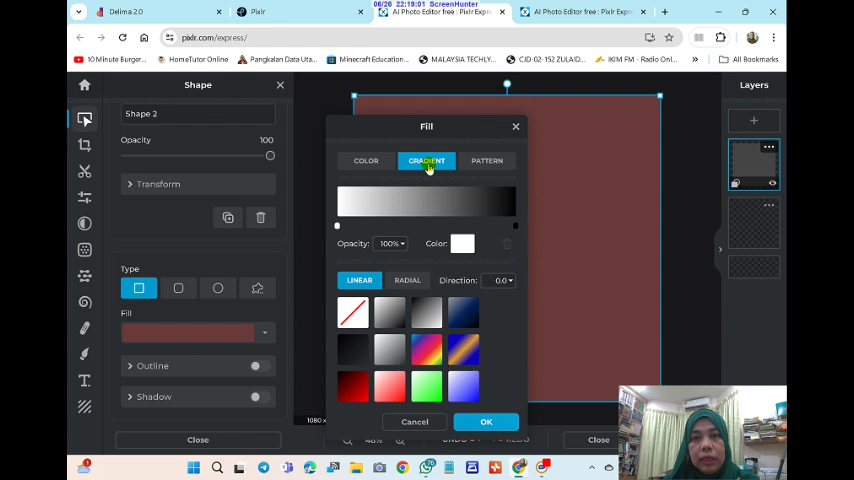 06/26 22:19:01 ScreenHunter
Delima 2.0
Pixlr
AI Photo Editor free : Pixlr Expre
AI Photo Editor free : Pixlr Expre
pixlr.com/express/
10 Minute Burger...
HomeTutor Online
Pangkalan Data Uta...
Minecraft Education...
MALAYSIA TECHLY...
CJD-02-152 ZULAID...
IKIM FM - Radio Onl...
All Bookmarks
Shape
Shape 2
Opacity
100
Transform
Type
Fill
Outline
Shadow
Close
Fill
COLOR
GRADIENT
PATTERN
Opacity:
100%
Color:
LINEAR
RADIAL
Direction:
0.0
Cancel
OK
Layers
1080 x
Close